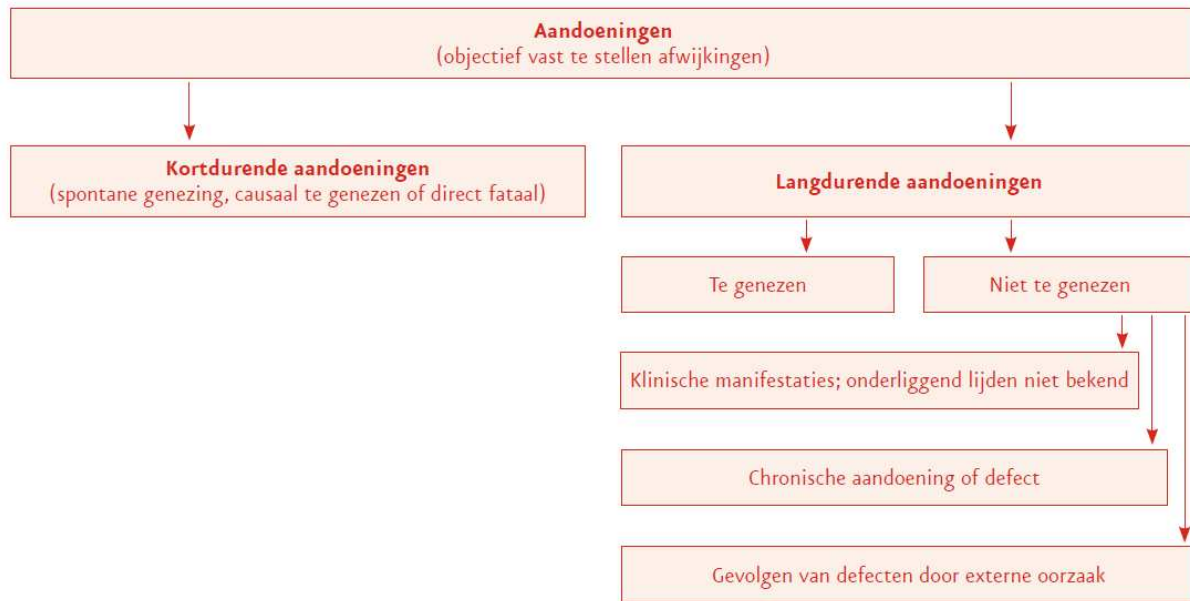 Aandoeningen
(objectief vast te stellen afwijkingen)
Kortdurende aandoeningen
(spontane genezing, causaal te genezen of direct fataal)
Langdurende aandoeningen
Te genezen
Niet te genezen
Klinische manifestaties; onderliggend lijden niet bekend
Chronische aandoening of defect
Gevolgen van defecten door externe oorzaak